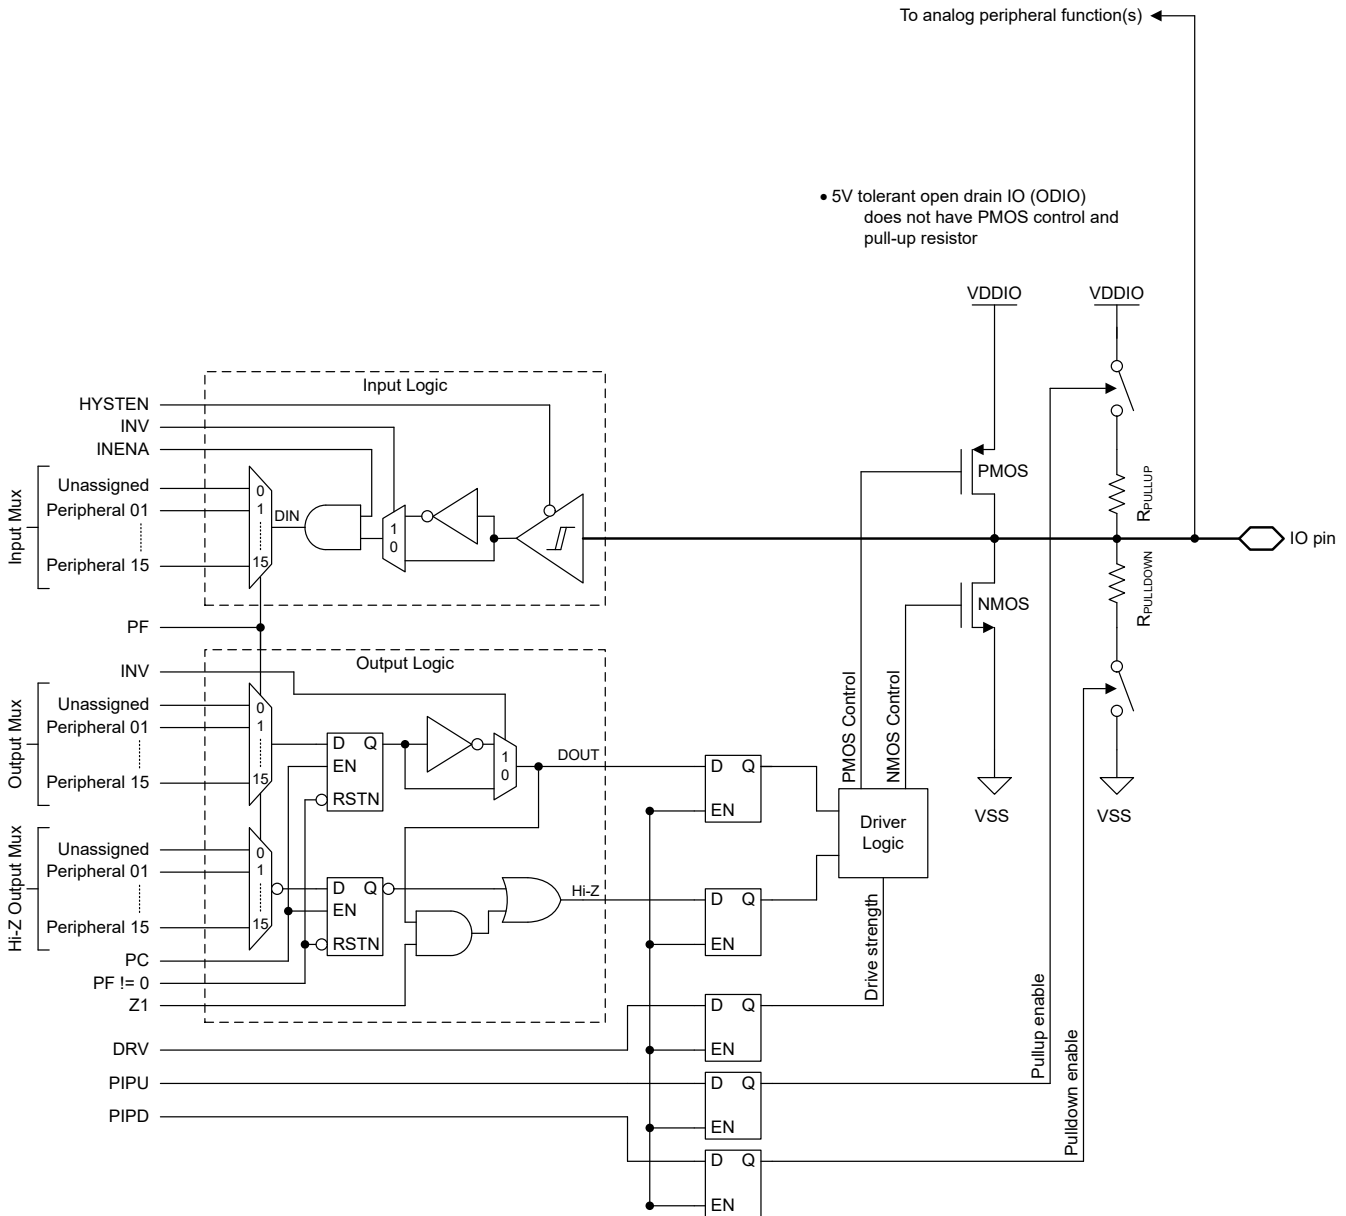 To analog peripheral function(s)
• 5V tolerant open drain IO (ODIO)
does not have PMOS control and
pull-up resistor
VDDIO
VDDIO
Input Logic
HYSTEN
INV
INENA
Input Mux
Unassigned
Peripheral 01
Peripheral 15
0
1
15
DIN
1
0
PMOS
RPULLUP
IO pin
RPULLDOWN
NMOS
PF
Output Logic
INV
Output Mux
Unassigned
Peripheral 01
Peripheral 15
0
1
15
D Q
EN
RSTN
1
0
DOUT
D Q
EN
PMOS Control
NMOS Control
Driver
Logic
VSS
VSS
Hi-Z Output Mux
Unassigned
Peripheral 01
Peripheral 15
0
1
15
D Q
EN
RSTN
Hi-Z
D Q
EN
PC
PF != 0
Z1
Drive strength
D Q
EN
DRV
PIPU
D Q
EN
Pullup enable
PIPD
D Q
EN
Pulldown enable